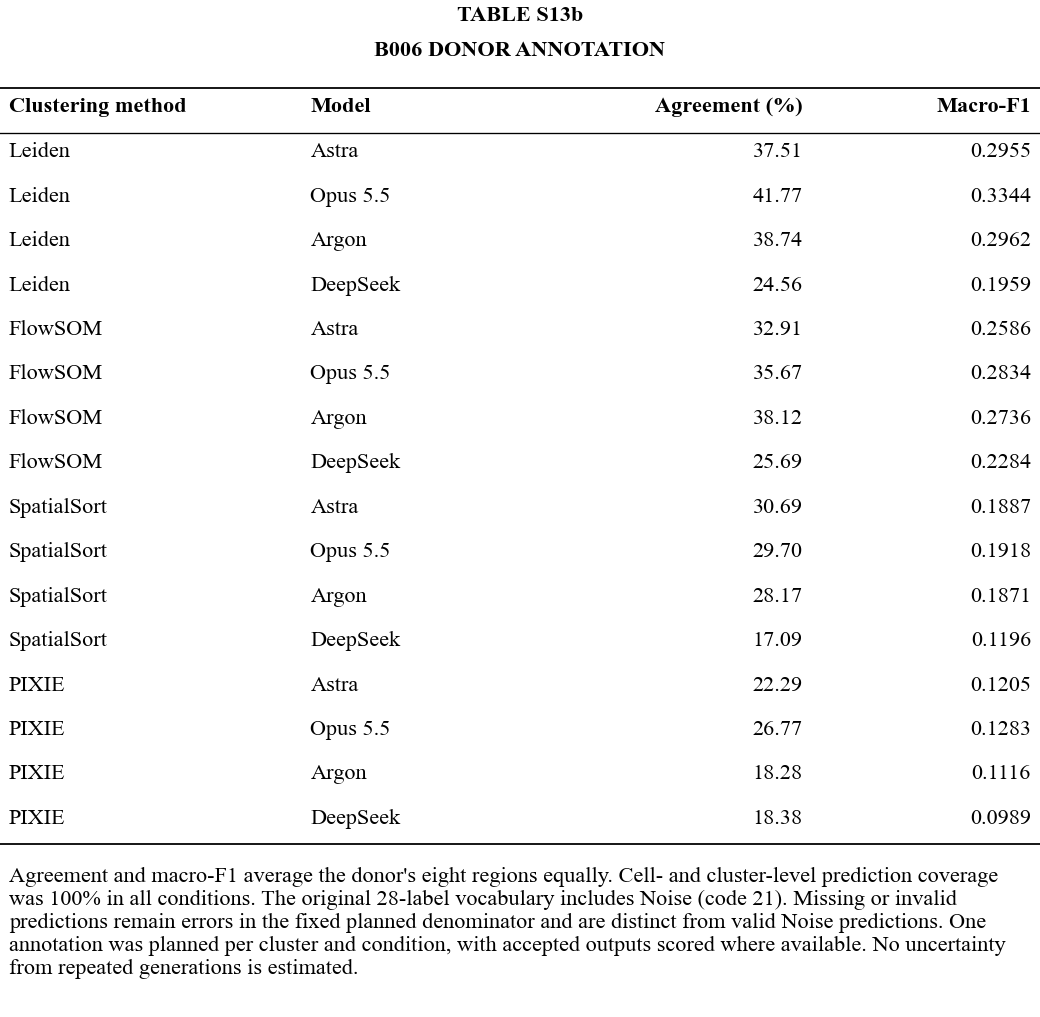 TABLE S13b
B006 DONOR ANNOTATION
Clustering method Model Agreement (%) Macro-F1
Leiden Astra 37.51 0.2955
Leiden Opus 5.5 41.77 0.3344
Leiden Argon 38.74 0.2962
Leiden DeepSeek 24.56 0.1959
FlowSOM Astra 32.91 0.2586
FlowSOM Opus 5.5 35.67 0.2834
FlowSOM Argon 38.12 0.2736
FlowSOM DeepSeek 25.69 0.2284
SpatialSort Astra 30.69 0.1887
SpatialSort Opus 5.5 29.70 0.1918
SpatialSort Argon 28.17 0.1871
SpatialSort DeepSeek 17.09 0.1196
PIXIE Astra 22.29 0.1205
PIXIE Opus 5.5 26.77 0.1283
PIXIE Argon 18.28 0.1116
PIXIE DeepSeek 18.38 0.0989
Agreement and macro-F1 average the donor's eight regions equally. Cell- and cluster-level prediction coverage
was 100% in all conditions. The original 28-label vocabulary includes Noise (code 21). Missing or invalid
predictions remain errors in the fixed planned denominator and are distinct from valid Noise predictions. One
annotation was planned per cluster and condition, with accepted outputs scored where available. No uncertainty
from repeated generations is estimated.